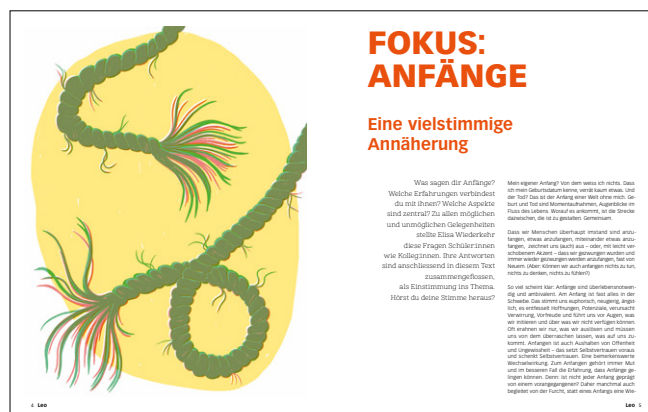 FOKUS:
ANFÄNGE
Eine vielstimmige
Annäherung
Was sagen dir Anfänge?
Welche Erfahrungen verbindest
du mit ihnen? Welche Aspekte
sind zentral? Zu allen möglichen
und unmöglichen Gelegenheiten
stellte Elisa Wiederkehr
diese Fragen Schüler:innen
wie Kolleg:innen. Ihre Antworten
sind anschliessend in diesem Text
zusammengeflossen,
als Einstimmung ins Thema.
Hörst du deine Stimme heraus?
Mein eigener Anfang? Von dem weiss ich nichts. Dass
ich mein Geburtsdatum kenne, verrät kaum etwas. Und
der Tod? Das ist der Anfang einer Welt ohne mich. Ge-
burt und Tod sind Momentaufnahmen, Augenblicke im
Fluss des Lebens. Worauf es ankommt, ist die Strecke
dazwischen, die ist zu gestalten. Gemeinsam.
Dass wir Menschen überhaupt imstand sind anzu-
fangen, etwas anzufangen, miteinander etwas anzu-
fangen, zeichnet uns (auch) aus – oder, mit leicht ver-
schobenem Akzent – dass wir gezwungen wurden und
immer wieder gezwungen werden anzufangen, fast von
Neuem. (Aber: Können wir auch anfangen nichts zu tun,
nichts zu denken, nichts zu fühlen?)
So viel scheint klar: Anfänge sind überlebensnotwen-
dig und ambivalent. Am Anfang ist fast alles in der
Schwebe. Das stimmt uns euphorisch, neugierig, ängst-
lich, es entfesselt Hoffnungen, Potenziale, verursacht
Verwirrung, Vorfreude und führt uns vor Augen, was
wir initiieren und über was wir nicht verfügen können.
Oft erahnen wir nur, was wir auslösen und müssen
uns von dem überraschen lassen, was auf uns zu-
kommt. Anfangen ist auch Aushalten von Offenheit
und Ungewissheit – das setzt Selbstvertrauen voraus
und schenkt Selbstvertrauen. Eine bemerkenswerte
Wechselwirkung. Zum Anfangen gehört immer Mut
und im besseren Fall die Erfahrung, dass Anfänge ge-
lingen können. Denn: Ist nicht jeder Anfang geprägt
von einem vorangegangenen? Daher manchmal auch
begleitet von der Furcht, statt eines Anfangs eine Wie-
4 Leo
Leo 5